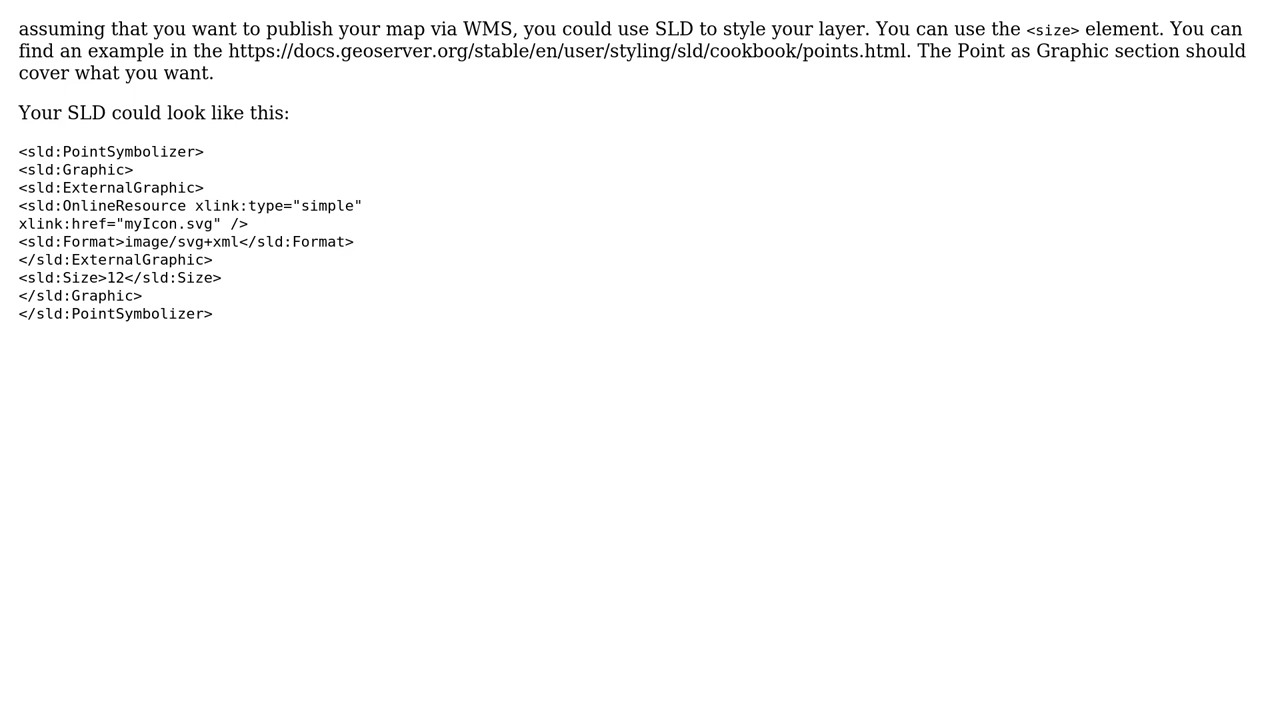 assuming that you want to publish your map via WMS, you could use SLD to style your layer. You can use the <size> element. You can
find an example in the https://docs.geoserver.org/stable/en/user/styling/sld/cookbook/points.html. The Point as Graphic section should
cover what you want.
Your SLD could look like this:
<sld:PointSymbolizer>
<sld:Graphic>
<sld:ExternalGraphic>
<sld:OnlineResource xlink:type="simple"
xlink:href="myIcon.svg" />
<sld:Format>image/svg+xml</sld:Format>
</sld:ExternalGraphic>
<sld:Size>12</sld:Size>
</sld:Graphic>
</sld:PointSymbolizer>